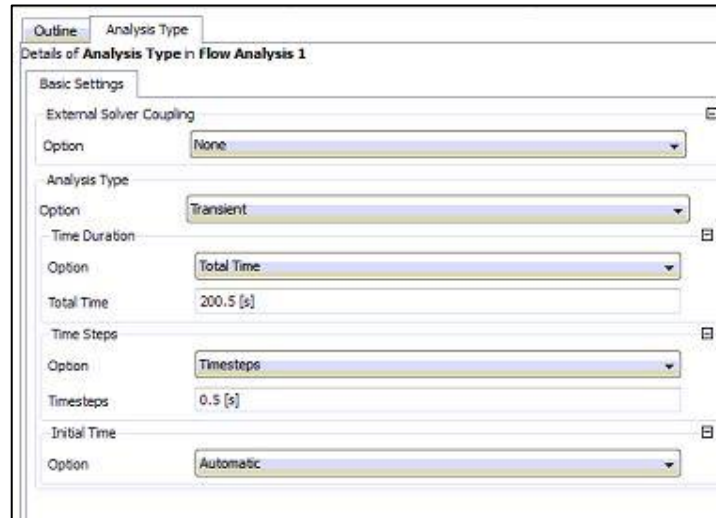 Outline Analysis Type
Details of Analysis Type in Flow Analysis 1
Basic Settings
External Solver Coupling
Option None
Analysis Type
Option Transient
Time Duration
Option Total Time
Total Time 200.5 [s]
Time Steps
Option Timesteps
Timesteps 0.5 [s]
Initial Time
Option Automatic